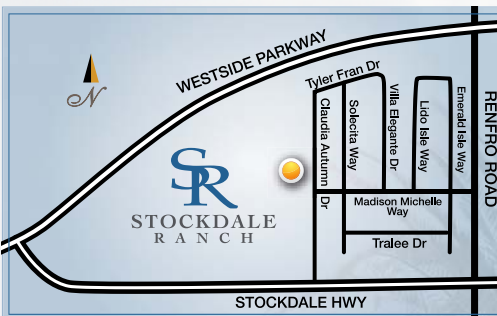 WESTSIDE PARKWAY
N
Tyler Fran Dr
Claudia Autumn Dr
Solecita Way
Villa Elegante Dr
Lido Isle Way
Emerald Isle Way
RENFRO ROAD
SR
STOCKDALE
RANCH
Madison Michelle
Way
Tralee Dr
STOCKDALE HWY